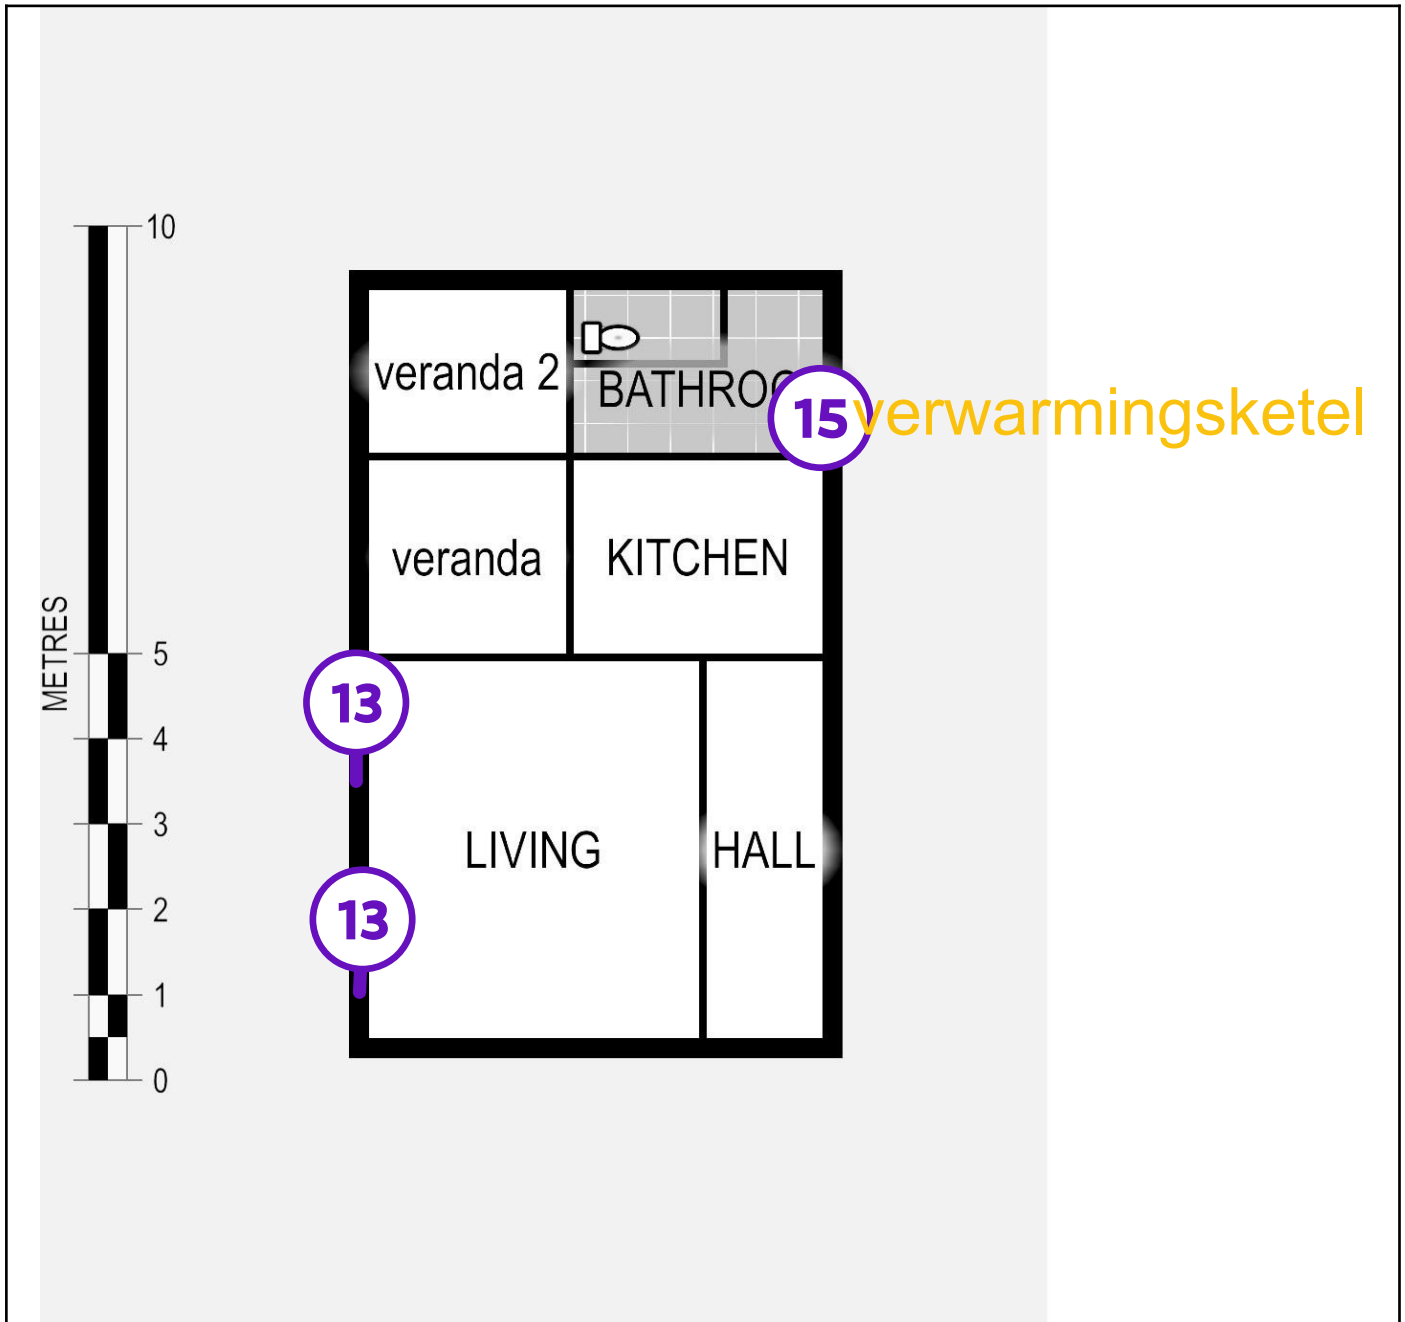 10
veranda 2
BATHROO
15
verwarmingsketel
veranda
KITCHEN
METRES
5
13
4
3
LIVING
HALL
13
2
1
0